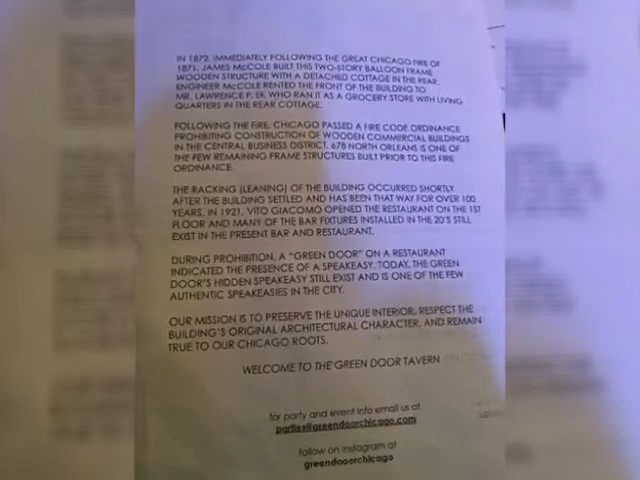 IN 1872, IMMEDIATELY FOLLOWING THE GREAT CHICAGO FIRE OF
1871, JAMES McCOLE BUILT THIS TWO-STORY BALLOON FRAME
WOODEN STRUCTURE WITH A DETACHED COTTAGE IN THE REAR.
ENGINEER McCOLE RENTED THE FRONT OF THE BUILDING TO
MR. LAWRENCE P. EK WHO RAN IT AS A GROCERY STORE WITH LIVING
QUARTERS IN THE REAR COTTAGE.
FOLLOWING THE FIRE, CHICAGO PASSED A FIRE CODE ORDINANCE
PROHIBITING CONSTRUCTION OF WOODEN COMMERCIAL BUILDINGS
IN THE CENTRAL BUSINESS DISTRICT. 678 NORTH ORLEANS IS ONE OF
THE FEW REMAINING FRAME STRUCTURES BUILT PRIOR TO THIS FIRE
ORDINANCE.
THE RACKING (LEANING) OF THE BUILDING OCCURRED SHORTLY
AFTER THE BUILDING SETTLED AND HAS BEEN THAT WAY FOR OVER 100
YEARS. IN 1921, VITO GIACOMO OPENED THE RESTAURANT ON THE 1ST
FLOOR AND MANY OF THE BAR FIXTURES INSTALLED IN THE 20'S STILL
EXIST IN THE PRESENT BAR AND RESTAURANT.
DURING PROHIBITION, A "GREEN DOOR" ON A RESTAURANT
INDICATED THE PRESENCE OF A SPEAKEASY. TODAY, THE GREEN
DOOR'S HIDDEN SPEAKEASY STILL EXIST AND IS ONE OF THE FEW
AUTHENTIC SPEAKEASIES IN THE CITY.
OUR MISSION IS TO PRESERVE THE UNIQUE INTERIOR, RESPECT THE
BUILDING'S ORIGINAL ARCHITECTURAL CHARACTER, AND REMAIN
TRUE TO OUR CHICAGO ROOTS.
WELCOME TO THE GREEN DOOR TAVERN
for party and event info email us at
parties@greendoorchicago.com
follow on instagram at
greendooorchicago